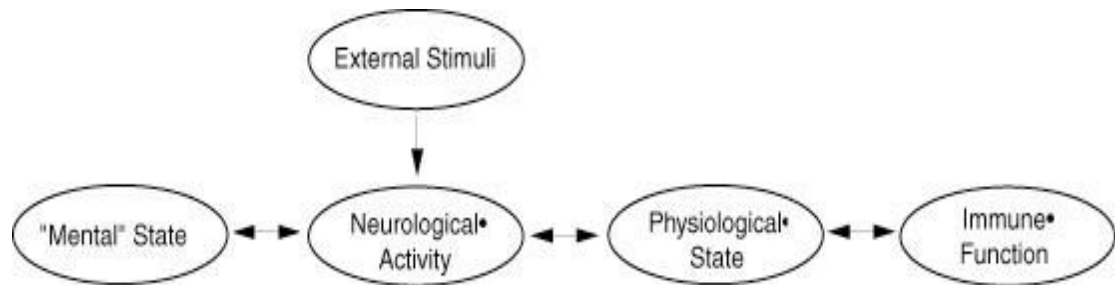 External Stimuli
"Mental" State
Neurological•
Activity
Physiological•
State
Immune•
Function